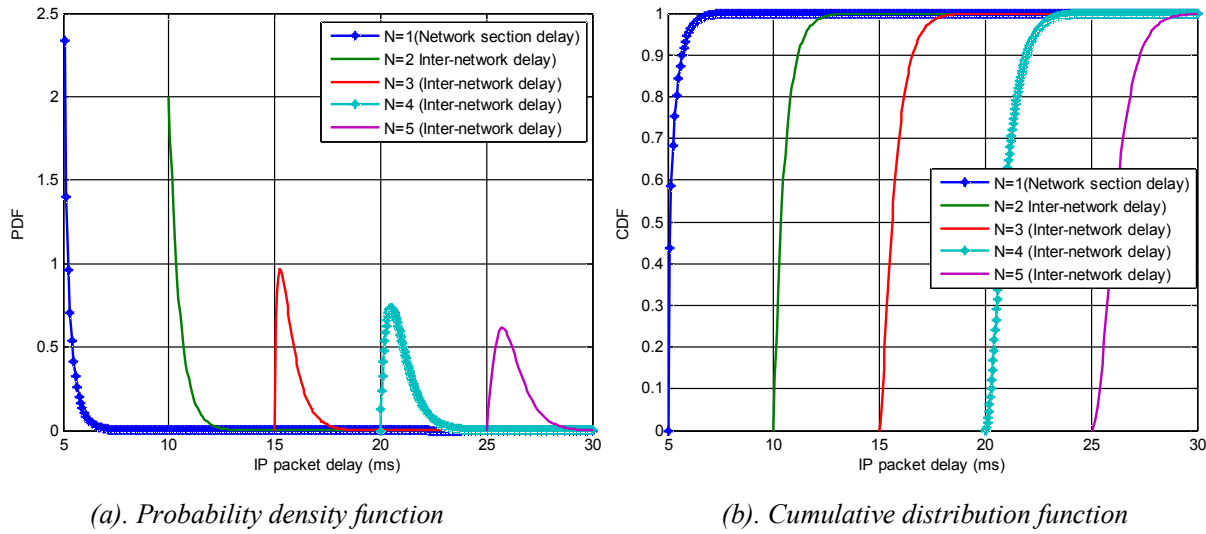 2.5
2
1.5
1
0.5
0
PDF
5
10
15
20
25
30
IP packet delay (ms)
N=1(Network section delay)
N=2 Inter-network delay)
N=3 (Inter-network delay)
N=4 (Inter-network delay)
N=5 (Inter-network delay)
(a). Probability density function
1
0.9
0.8
0.7
0.6
0.5
0.4
0.3
0.2
0.1
0
CDF
5
10
15
20
25
30
IP packet delay (ms)
N=1(Network section delay)
N=2 Inter-network delay)
N=3 (Inter-network delay)
N=4 (Inter-network delay)
N=5 (Inter-network delay)
(b). Cumulative distribution function